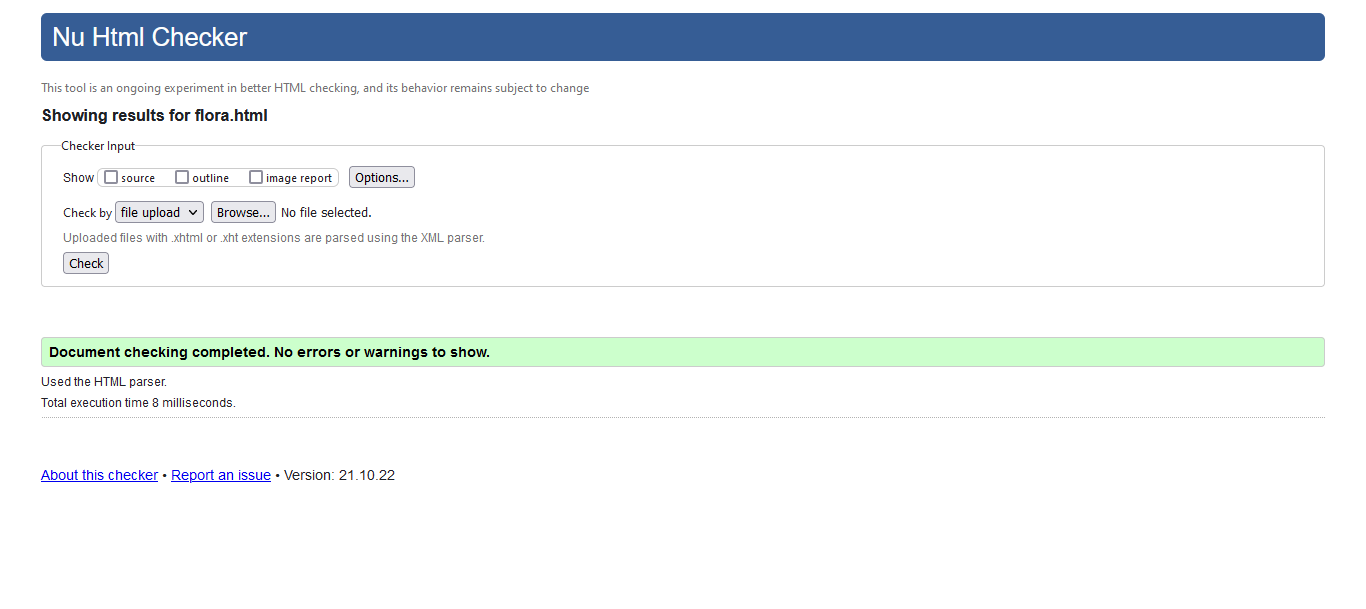 Nu Html Checker
This tool is an ongoing experiment in better HTML checking, and its behavior remains subject to change
Showing results for flora.html
Checker Input
Show source outline image report Options...
Check by file upload Browse... No file selected.
Uploaded files with .xhtml or .xht extensions are parsed using the XML parser.
Check
Document checking completed. No errors or warnings to show.
Used the HTML parser.
Total execution time 8 milliseconds.
About this checker • Report an issue • Version: 21.10.22